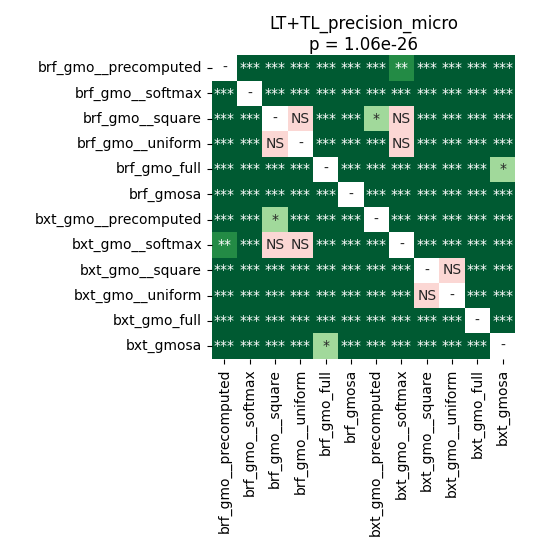 LT+TL_precision_micro
p = 1.06e-26
brf_gmo__precomputed - *** *** *** *** *** *** ** *** *** *** ***
brf_gmo__softmax *** - *** *** *** *** *** *** *** *** *** ***
brf_gmo__square *** *** - NS *** *** * NS *** *** *** ***
brf_gmo__uniform *** *** NS - *** *** *** NS *** *** *** ***
brf_gmo_full *** *** *** *** - *** *** *** *** *** *** *
brf_gmosa *** *** *** *** *** - *** *** *** *** *** ***
bxt_gmo__precomputed *** *** * *** *** *** - *** *** *** *** ***
bxt_gmo__softmax ** *** NS NS *** *** *** - *** *** *** ***
bxt_gmo__square *** *** *** *** *** *** *** *** - NS *** ***
bxt_gmo__uniform *** *** *** *** *** *** *** *** NS - *** ***
bxt_gmo_full *** *** *** *** *** *** *** *** *** *** - ***
bxt_gmosa *** *** *** *** * *** *** *** *** *** *** -
brf_gmo__precomputed
brf_gmo__softmax
brf_gmo__square
brf_gmo__uniform
brf_gmo_full
brf_gmosa
bxt_gmo__precomputed
bxt_gmo__softmax
bxt_gmo__square
bxt_gmo__uniform
bxt_gmo_full
bxt_gmosa